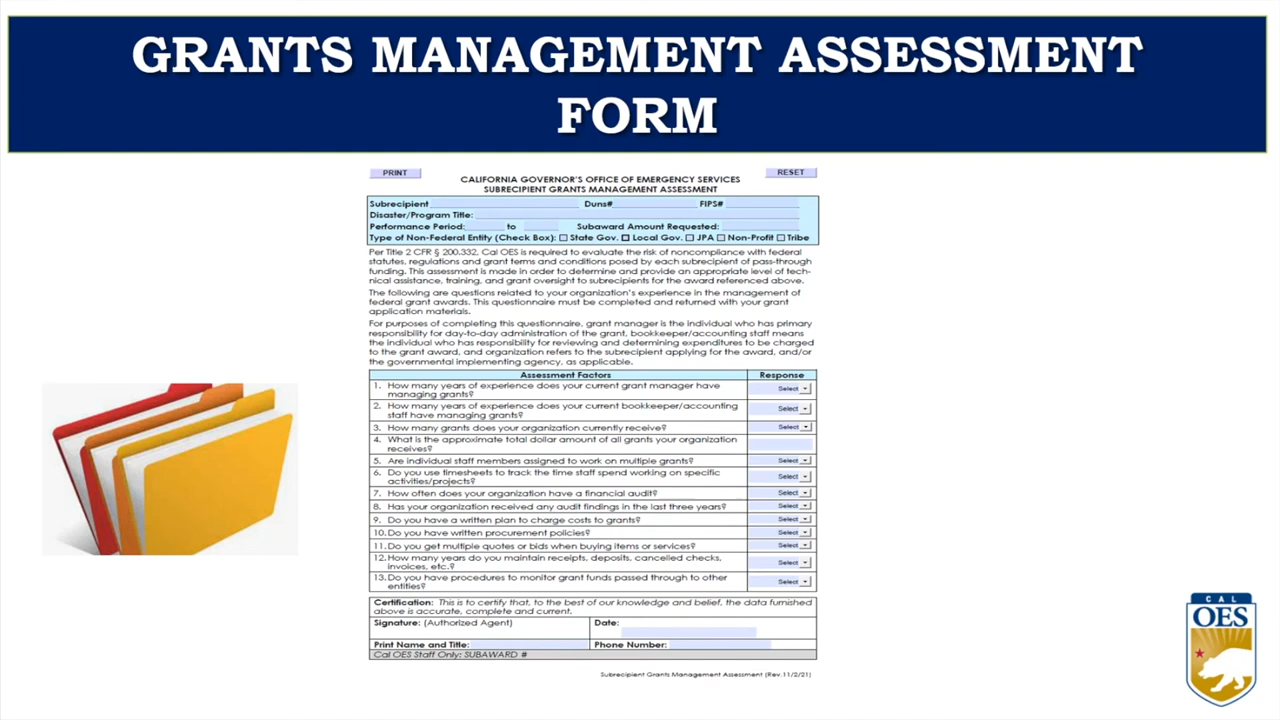 GRANTS MANAGEMENT ASSESSMENT
FORM
PRINT
RESET
CALIFORNIA GOVERNOR'S OFFICE OF EMERGENCY SERVICES
SUBRECIPIENT GRANTS MANAGEMENT ASSESSMENT
Subrecipient Duns# FIPS#
Disaster/Program Title:
Performance Period: to Subaward Amount Requested:
Type of Non-Federal Entity (Check Box): State Gov. Local Gov. JPA Non-Profit Tribe
Per Title 2 CFR § 200.332, Cal OES is required to evaluate the risk of noncompliance with federal
statutes, regulations and grant terms and conditions posed by each subrecipient of pass-through
funding. This assessment is made in order to determine and provide an appropriate level of tech-
nical assistance, training, and grant oversight to subrecipients for the award referenced above.
The following are questions related to your organization's experience in the management of
federal grant awards. This questionnaire must be completed and returned with your grant
application materials.
For purposes of completing this questionnaire, grant manager is the individual who has primary
responsibility for day-to-day administration of the grant, bookkeeper/accounting staff means
the individual who has responsibility for reviewing and determining expenditures to be charged
to the grant award, and organization refers to the subrecipient applying for the award, and/or
the governmental implementing agency, as applicable.
Assessment Factors Response
1. How many years of experience does your current grant manager have
managing grants? Select
2. How many years of experience does your current bookkeeper/accounting
staff have managing grants? Select
3. How many grants does your organization currently receive? Select
4. What is the approximate total dollar amount of all grants your organization
receives?
5. Are individual staff members assigned to work on multiple grants? Select
6. Do you use timesheets to track the time staff spend working on specific
activities/projects? Select
7. How often does your organization have a financial audit? Select
8. Has your organization received any audit findings in the last three years? Select
9. Do you have a written plan to charge costs to grants? Select
10. Do you have written procurement policies? Select
11. Do you get multiple quotes or bids when buying items or services? Select
12. How many years do you maintain receipts, deposits, cancelled checks,
invoices, etc.? Select
13. Do you have procedures to monitor grant funds passed through to other
entities? Select
Certification: This is to certify that, to the best of our knowledge and belief, the data furnished
above is accurate, complete and current.
Signature: (Authorized Agent) Date:
Print Name and Title: Phone Number:
Cal OES Staff Only: SUBAWARD #
Subrecipient Grants Management Assessment (Rev.11/2/21)
CAL
OES